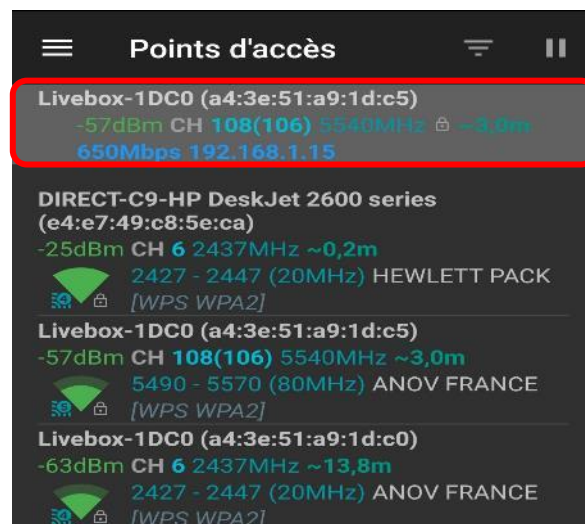 Points d'accès
Livebox-1DC0 (a4:3e:51:a9:1d:c5)
-57dBm CH 108(106) 5540MHz ~3,0m
650Mbps 192.168.1.15
DIRECT-C9-HP DeskJet 2600 series
(e4:e7:49:c8:5e:ca)
-25dBm CH 6 2437MHz ~0,2m
2427 - 2447 (20MHz) HEWLETT PACK
4 [WPS WPA2]
Livebox-1DC0 (a4:3e:51:a9:1d:c5)
-57dBm CH 108(106) 5540MHz ~3,0m
5490 - 5570 (80MHz) ANOV FRANCE
[WPS WPA2]
Livebox-1DC0 (a4:3e:51:a9:1d:c0)
-63dBm CH 6 2437MHz ~13,8m
2427 - 2447 (20MHz) ANOV FRANCE
[WPS WPA2]